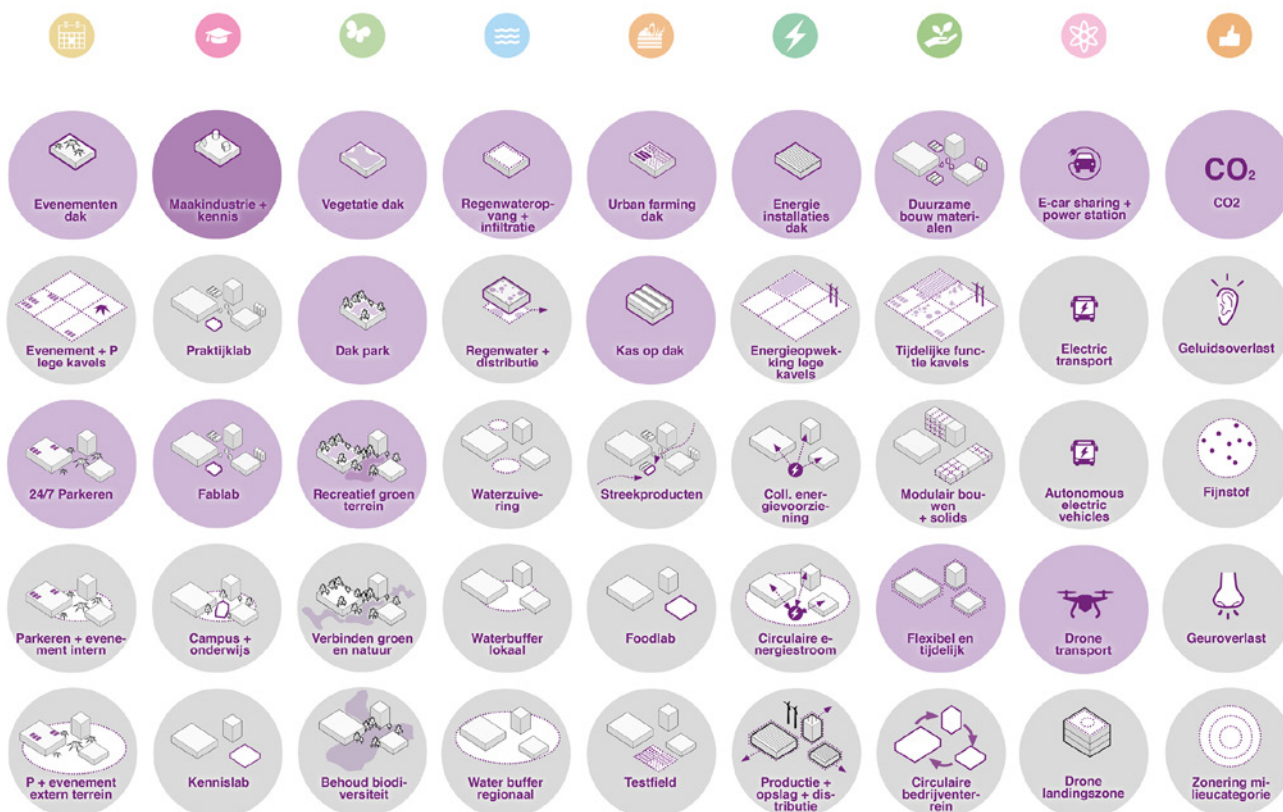 Evenementen
dak
Maakindustrie +
kennis
Vegetatie dak
Regenwaterop-
vang +
infiltratie
Urban farming
dak
Energie
installaties
dak
Duurzame
bouw materi-
alen
E-car sharing +
power station
CO₂
CO2
Evenement + P
lege kavels
Praktijklab
Dak park
Regenwater +
distributie
Kas op dak
Energieopwek-
king lege
kavels
Tijdelijke func-
tie kavels
Electric
transport
Geluidsoverlast
24/7 Parkeren
Fablab
Recreatief groen
terrein
Waterzuive-
ring
Streekproducten
Coll. ener-
gievoorzie-
ning
Modulair bou-
wen
+ solids
Autonomous
electric
vehicles
Fijnstof
Parkeren + evene-
ment intern
Campus +
onderwijs
Verbinden groen
en natuur
Waterbuffer
lokaal
Foodlab
Circulaire e-
nergiestroom
Flexibel en
tijdelijk
Drone
transport
Geuroverlast
P + evenement
extern terrein
Kennislab
Behoud biodi-
versiteit
Water buffer
regionaal
Testfield
Productie +
opslag + dis-
tributie
Circulaire
bedrijventer-
rein
Drone
landingszone
Zonering mi-
lieucategorie